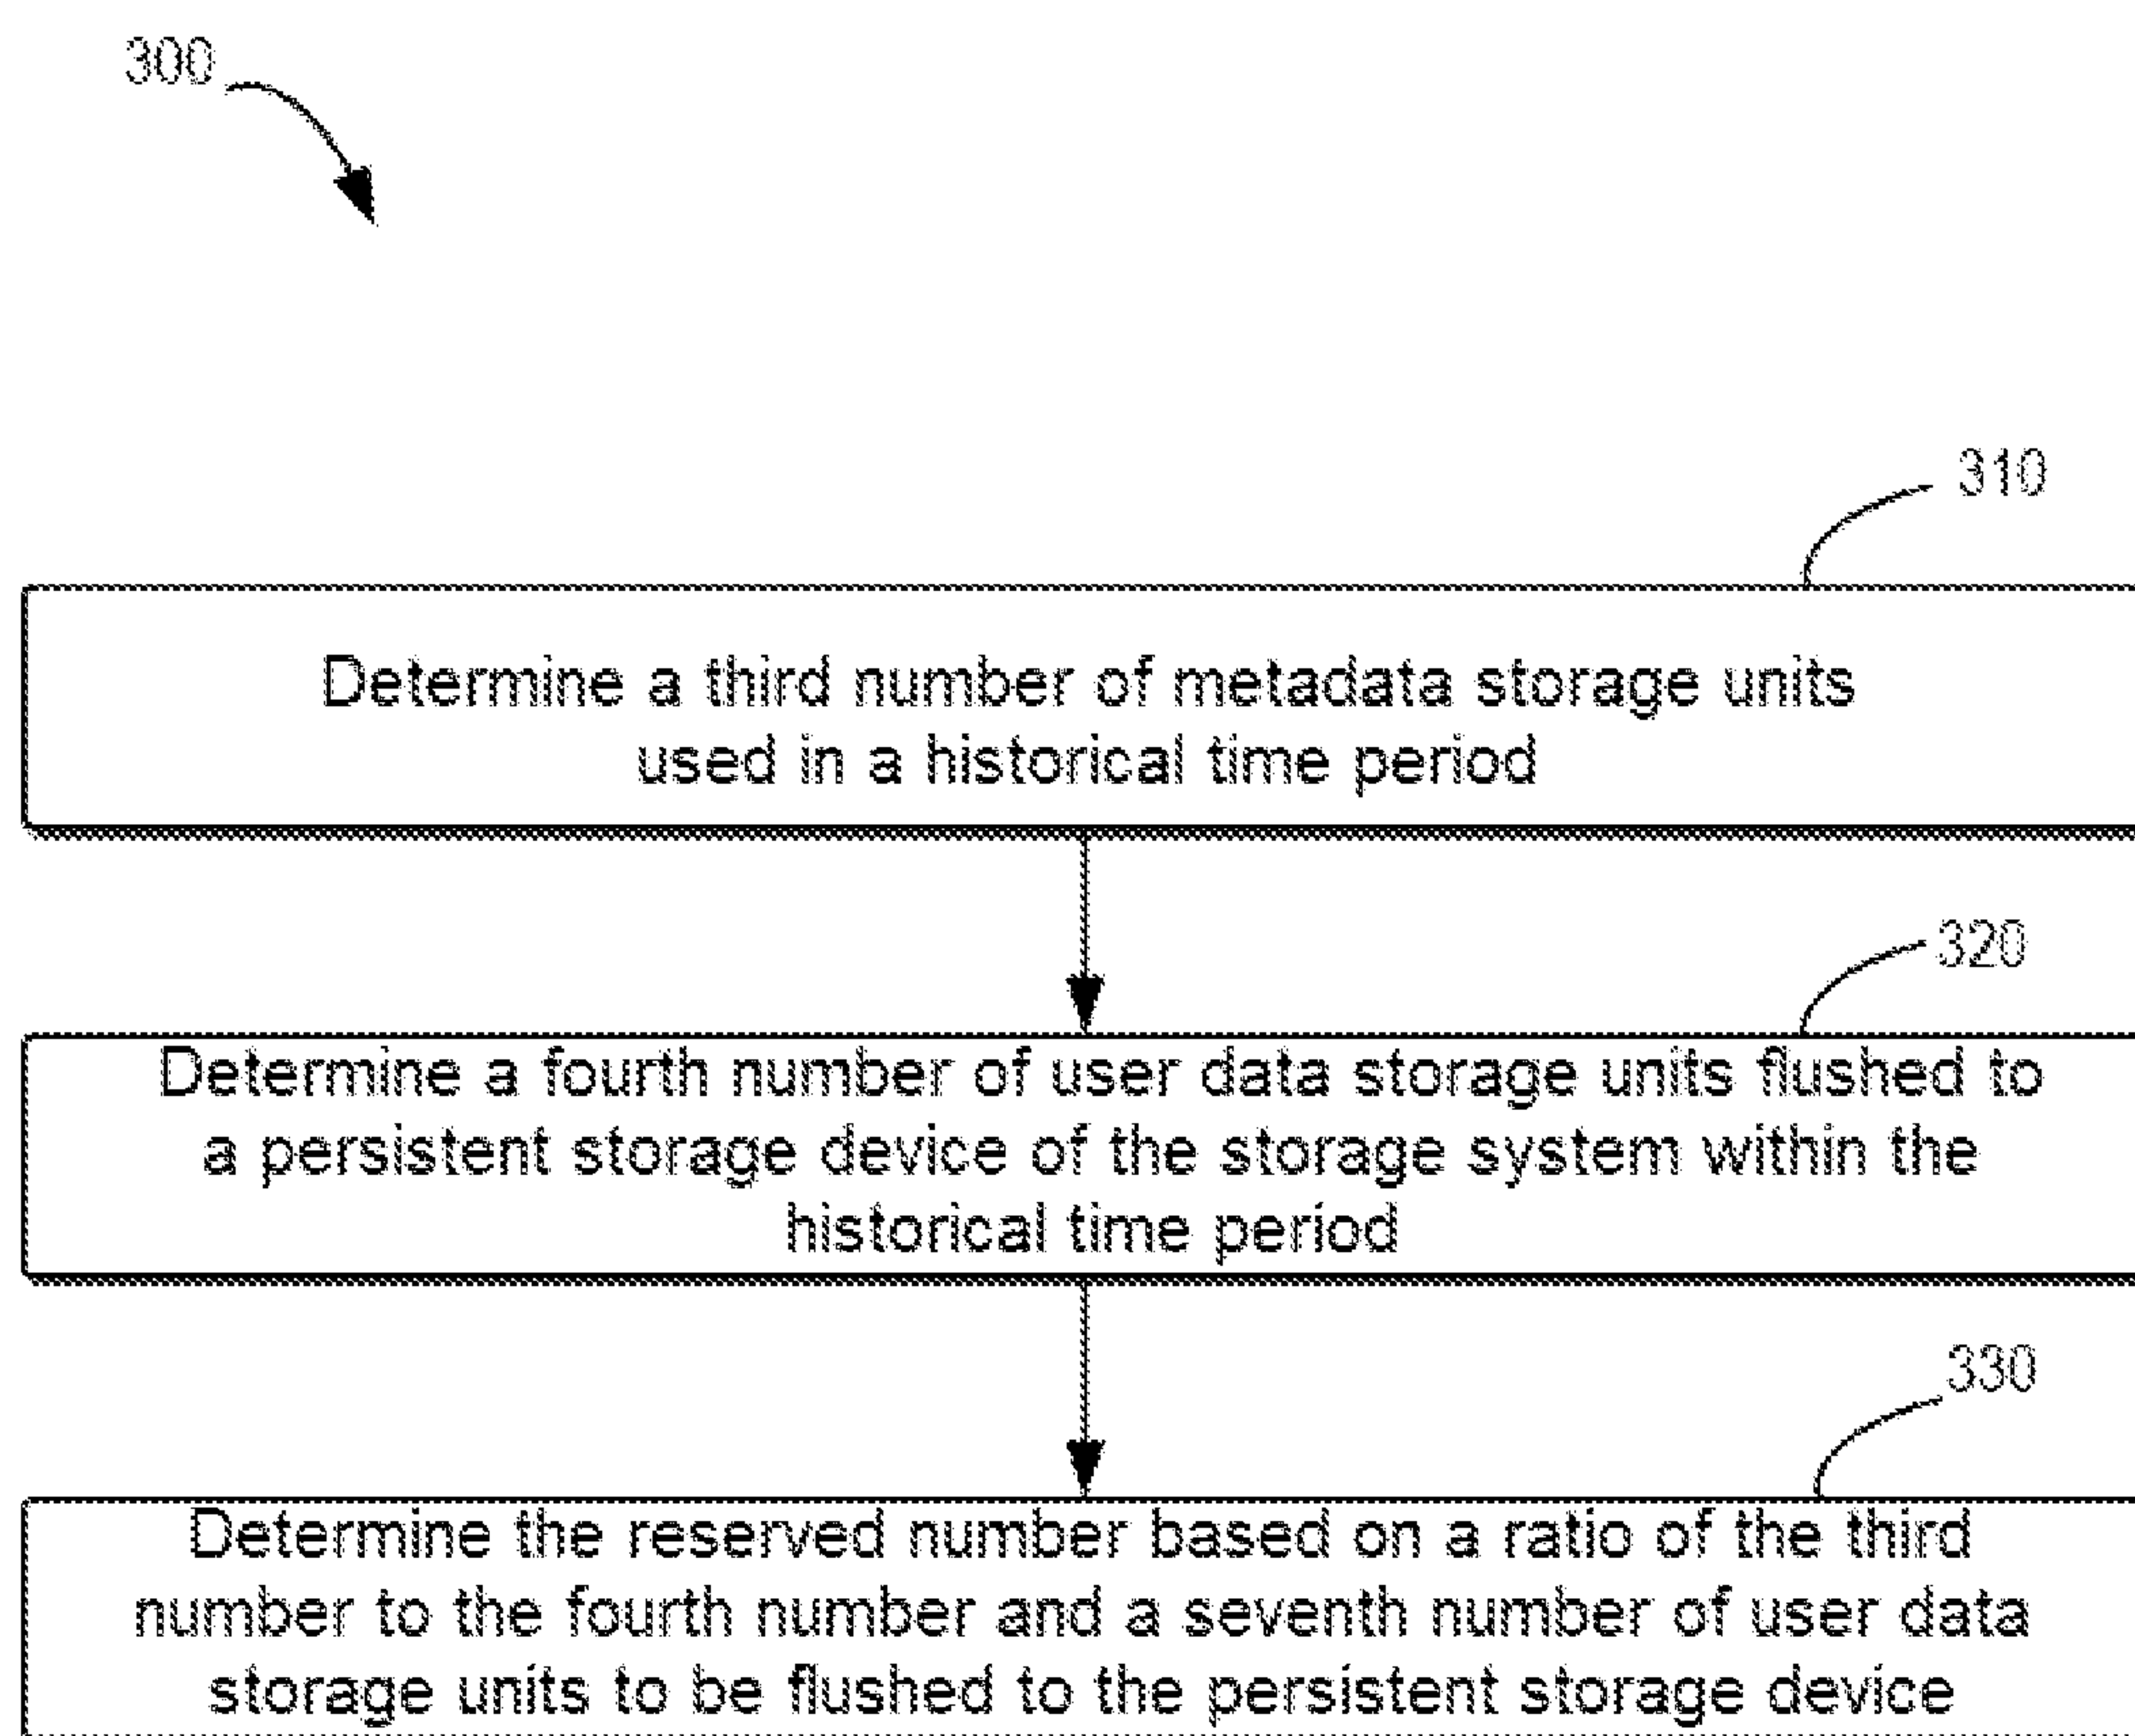 300
310
Determine a third number of metadata storage units
used in a historical time period
320
Determine a fourth number of user data storage units flushed to
a persistent storage device of the storage system within the
historical time period
330
Determine the reserved number based on a ratio of the third
number to the fourth number and a seventh number of user data
storage units to be flushed to the persistent storage device